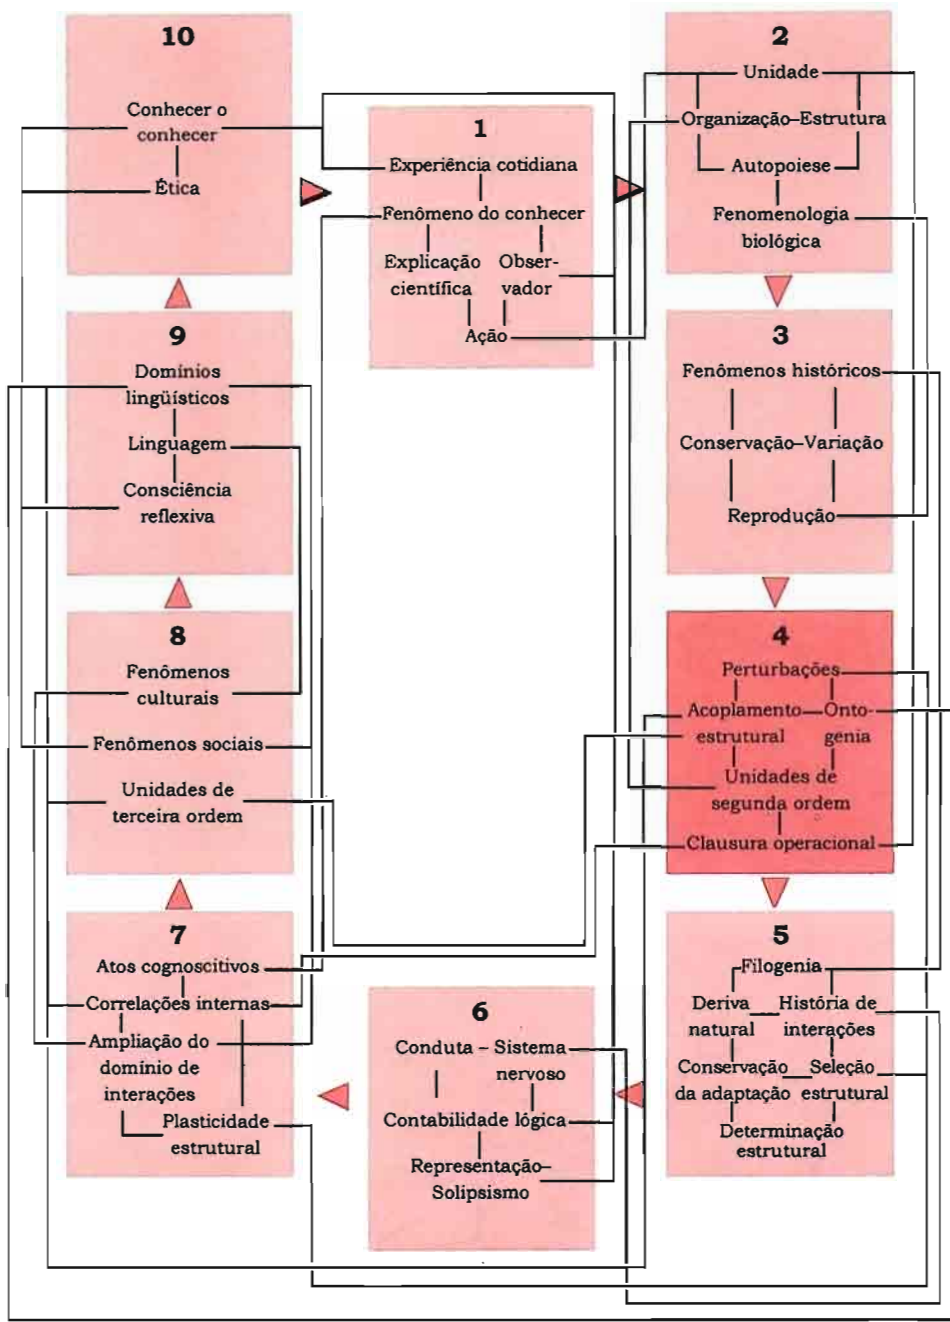 10
Conhecer o
conhecer
Ética
1
Experiência cotidiana
Fenômeno do conhecer
Explicação
científica
Obser-
vador
Ação
2
Unidade
Organização–Estrutura
Autopoiese
Fenomenologia
biológica
3
Fenômenos históricos
Conservação–Variação
Reprodução
4
Perturbações
Acoplamento
estrutural
Onto-
genia
Unidades de
segunda ordem
Clausura operacional
5
Filogenia
Deriva
natural
História de
interações
Conservação
da adaptação
Seleção
estrutural
Determinação
estrutural
6
Conduta – Sistema
nervoso
Contabilidade lógica
Representação–
Solipsismo
7
Atos cognoscitivos
Correlações internas
Ampliação do
domínio de
interações
Plasticidade
estrutural
8
Fenômenos
culturais
Fenômenos sociais
Unidades de
terceira ordem
9
Domínios
lingüísticos
Linguagem
Consciência
reflexiva